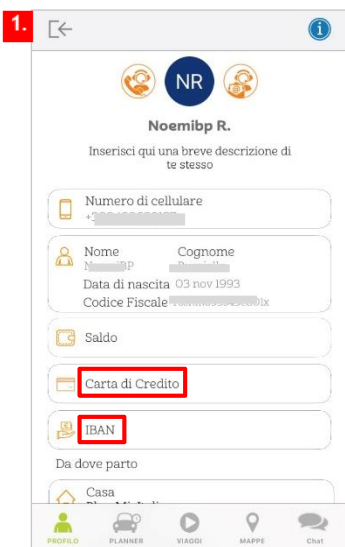 1.
NR
Noemibp R.
Inserisci qui una breve descrizione di
te stesso
Numero di cellulare
Nome Cognome
Data di nascita 03 nov 1993
Codice Fiscale
Saldo
Carta di Credito
IBAN
Da dove parto
Casa
PROFILO PLANNER VIAGGI MAPPE Chat